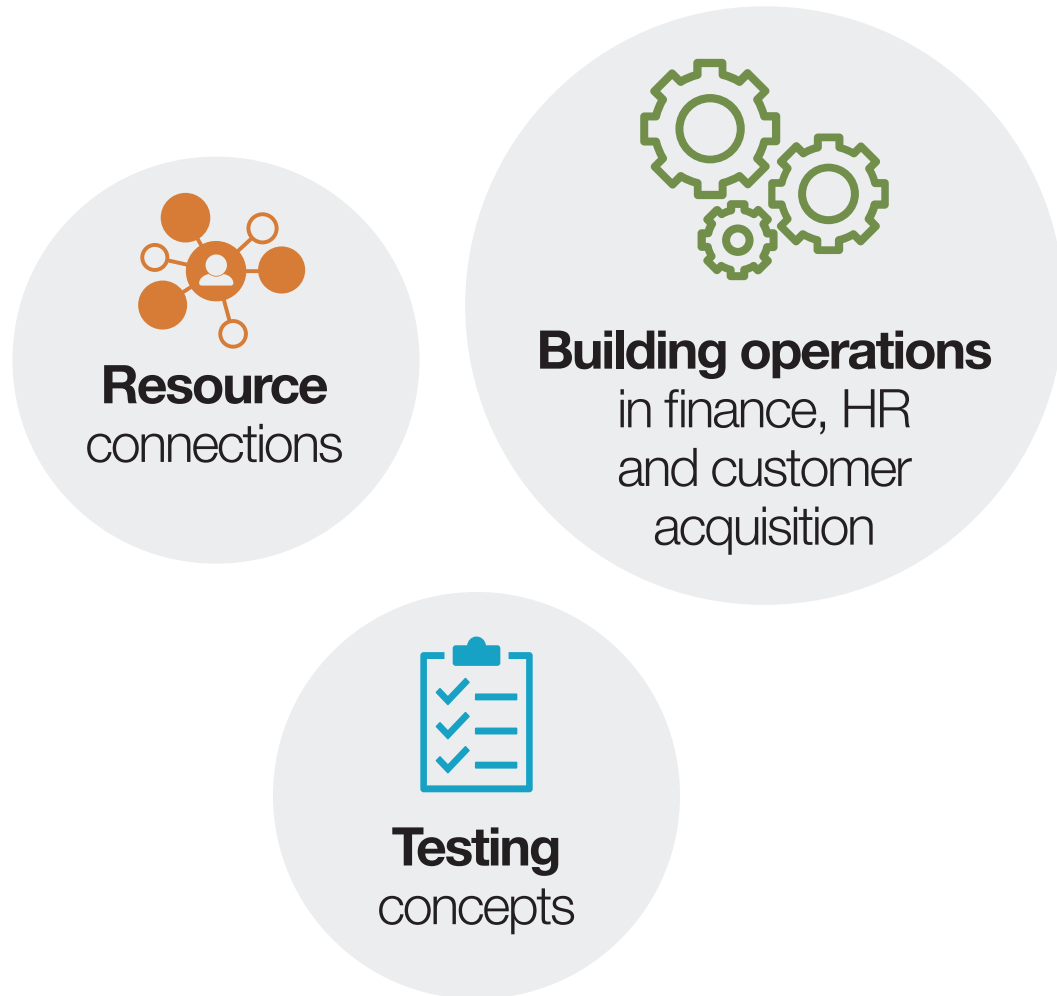 Resource
connections
Building operations
in finance, HR
and customer
acquisition
Testing
concepts